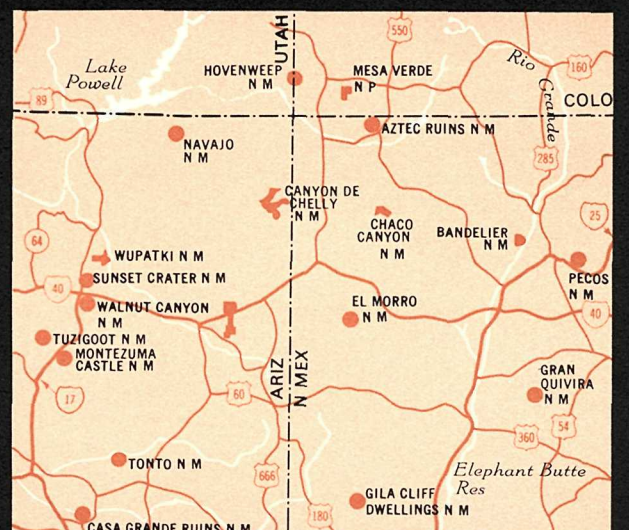 UTAH
550
Rio
Grande
160
Lake
Powell
HOVENWEEP
N M
MESA VERDE
N P
89
COLO
NAVAJO
N M
AZTEC RUINS N M
285
CANYON DE
CHELLY
N M
CHACO
CANYON
N M
BANDELIER
N M
25
64
WUPATKI N M
SUNSET CRATER N M
PECOS
N M
40
WALNUT CANYON
N M
EL MORRO
N M
40
TUZIGOOT N M
MONTEZUMA
CASTLE N M
ARIZ
N MEX
GRAN
QUIVIRA
N M
17
60
54
360
TONTO N M
666
Elephant Butte
Res
GILA CLIFF
DWELLINGS N M
180
CASA GRANDE RUINS N M